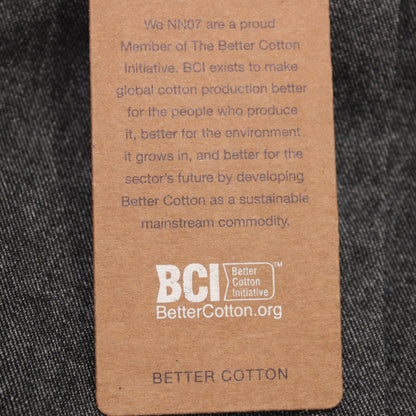 We NN07 are a proud
Member of The Better Cotton
Initiative. BCI exists to make
global cotton production better
for the people who produce
it, better for the environment
it grows in, and better for the
sector's future by developing
Better Cotton as a sustainable
mainstream commodity.
BCI Better
Cotton
Initiative ™
BetterCotton.org
BETTER COTTON